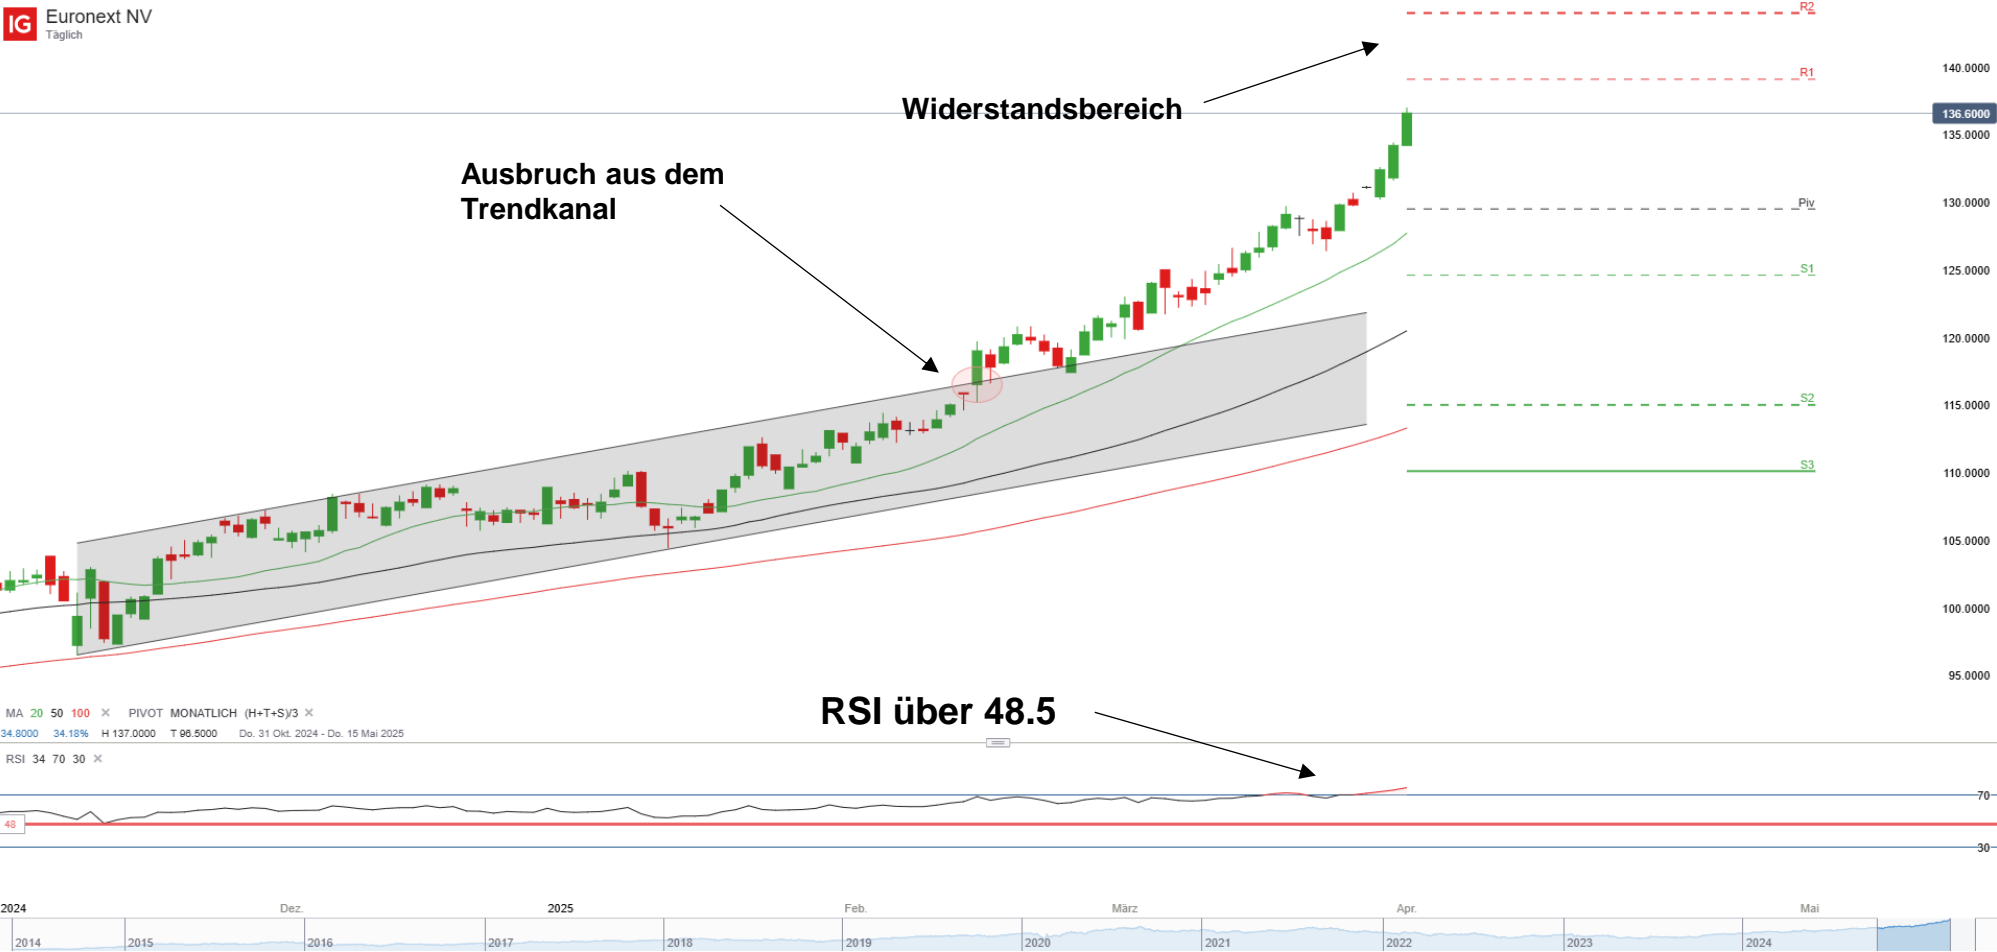 IG
Euronext NV
Täglich
R2
Widerstandsbereich
R1
140.0000
136.6000
135.0000
Ausbruch aus dem
Trendkanal
130.0000
Piv
S1
125.0000
120.0000
S2
115.0000
S3
110.0000
105.0000
100.0000
95.0000
RSI über 48.5
MA 20 50 100 ✕ PIVOT MONATLICH (H+T+S)/3 ✕
34.8000 34.18% H 137.0000 T 96.5000 Do. 31 Okt. 2024 - Do. 15 Mai 2025
RSI 34 70 30 ✕
70
48
30
2024 Dez. 2025 Feb. März Apr. Mai
2014 2015 2016 2017 2018 2019 2020 2021 2022 2023 2024